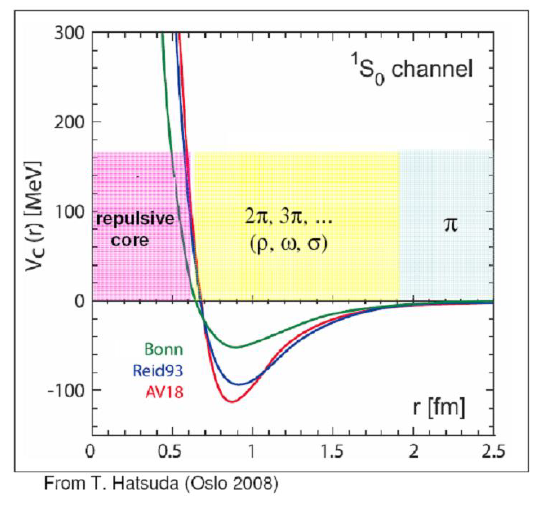 300
¹S₀ channel
200
V_C (r) [MeV]
100
repulsive
core
2π, 3π, ...
(ρ, ω, σ)
π
0
Bonn
Reid93
AV18
-100
r [fm]
0
0.5
1
1.5
2
2.5
From T. Hatsuda (Oslo 2008)